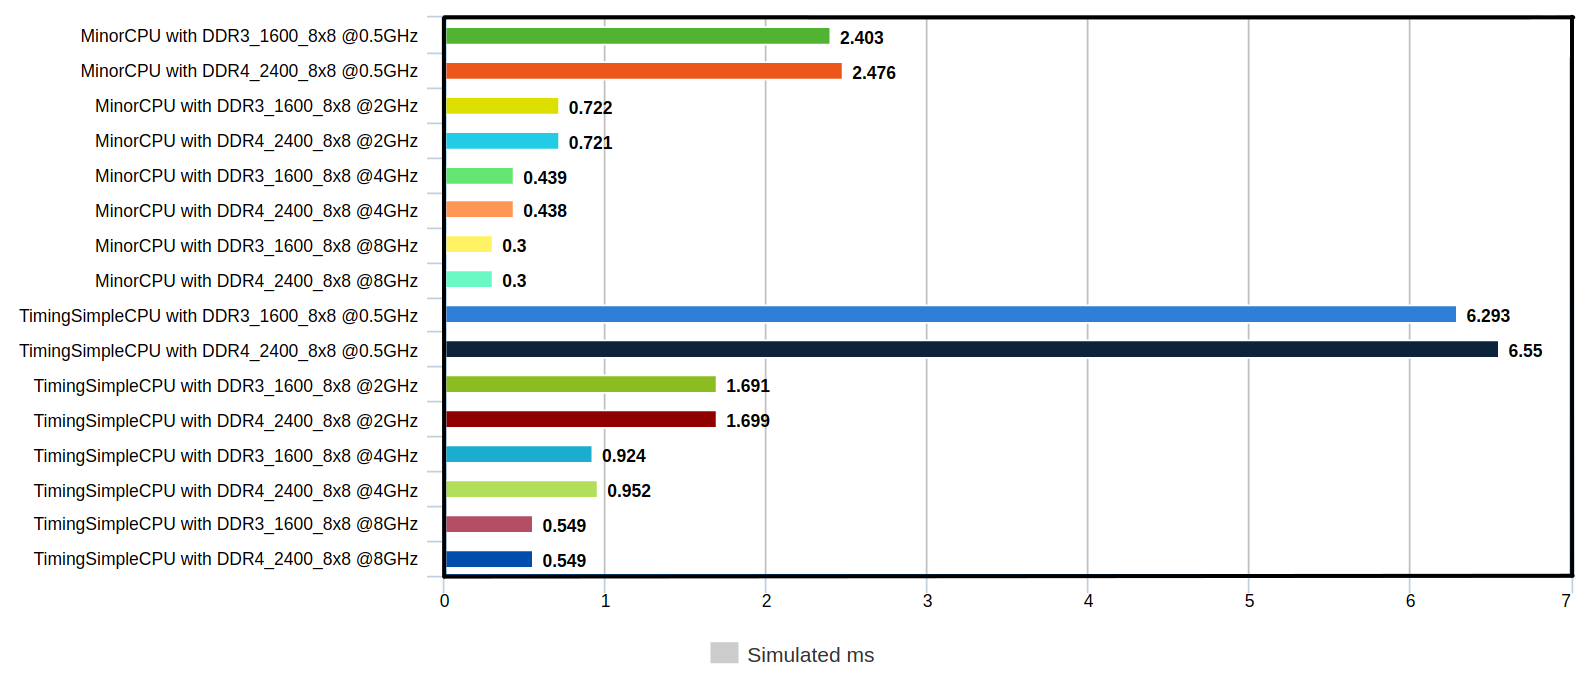 MinorCPU with DDR3_1600_8x8 @0.5GHz 2.403
MinorCPU with DDR4_2400_8x8 @0.5GHz 2.476
MinorCPU with DDR3_1600_8x8 @2GHz 0.722
MinorCPU with DDR4_2400_8x8 @2GHz 0.721
MinorCPU with DDR3_1600_8x8 @4GHz 0.439
MinorCPU with DDR4_2400_8x8 @4GHz 0.438
MinorCPU with DDR3_1600_8x8 @8GHz 0.3
MinorCPU with DDR4_2400_8x8 @8GHz 0.3
TimingSimpleCPU with DDR3_1600_8x8 @0.5GHz 6.293
TimingSimpleCPU with DDR4_2400_8x8 @0.5GHz 6.55
TimingSimpleCPU with DDR3_1600_8x8 @2GHz 1.691
TimingSimpleCPU with DDR4_2400_8x8 @2GHz 1.699
TimingSimpleCPU with DDR3_1600_8x8 @4GHz 0.924
TimingSimpleCPU with DDR4_2400_8x8 @4GHz 0.952
TimingSimpleCPU with DDR3_1600_8x8 @8GHz 0.549
TimingSimpleCPU with DDR4_2400_8x8 @8GHz 0.549
0 1 2 3 4 5 6 7
Simulated ms